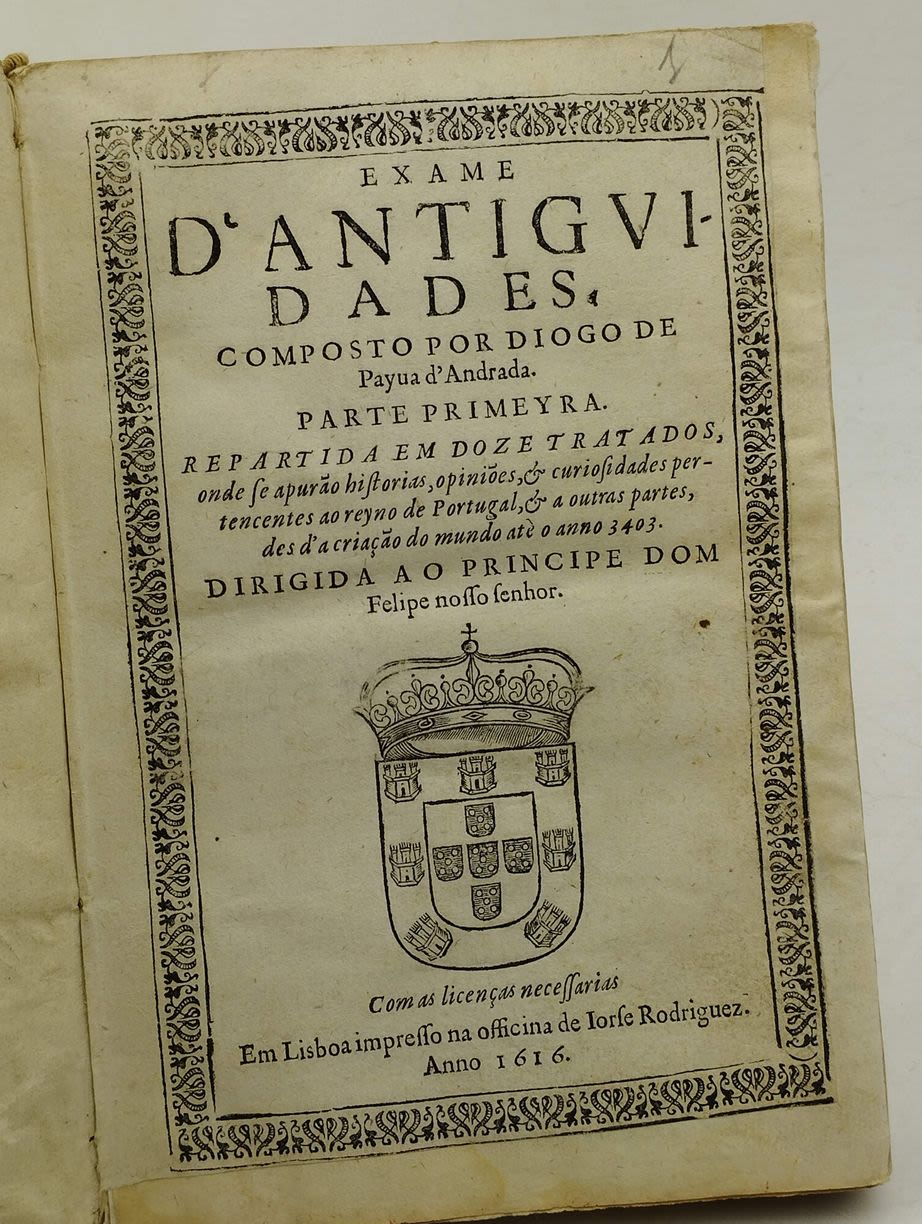 EXAME
D'ANTIGVI-
DADES,
COMPOSTO POR DIOGO DE
Payua d'Andrada.
PARTE PRIMEYRA.
REPARTIDA EM DOZE TRATADOS,
onde ſe apurão hiſtorias, opiniões, & curioſidades per-
tencentes ao reyno de Portugal, & a outras partes,
des d'a criação do mundo atè o anno 3403.
DIRIGIDA AO PRINCIPE DOM
Felipe noſſo ſenhor.
Com as licenças neceſſarias
Em Lisboa impreſſo na officina de Iorſe Rodriguez.
Anno 1616.